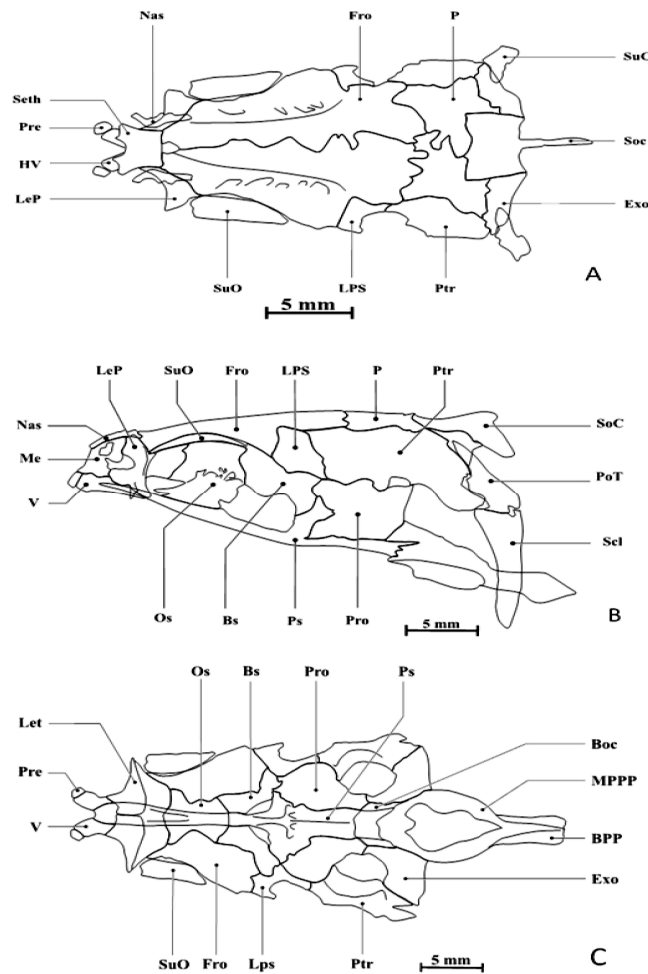 Nas Fro P
SuC
Seth
Pre Soc
HV
LeP Exo
SuO LPS Ptr
A
5 mm
LeP SuO Fro LPS P Ptr
Nas SoC
Me PoT
V
Scl
Os Bs Ps Pro
B
5 mm
Os Bs Pro Ps
Let
Boc
Pre MPPP
V
BPP
Exo
SuO Fro Lps Ptr
C
5 mm